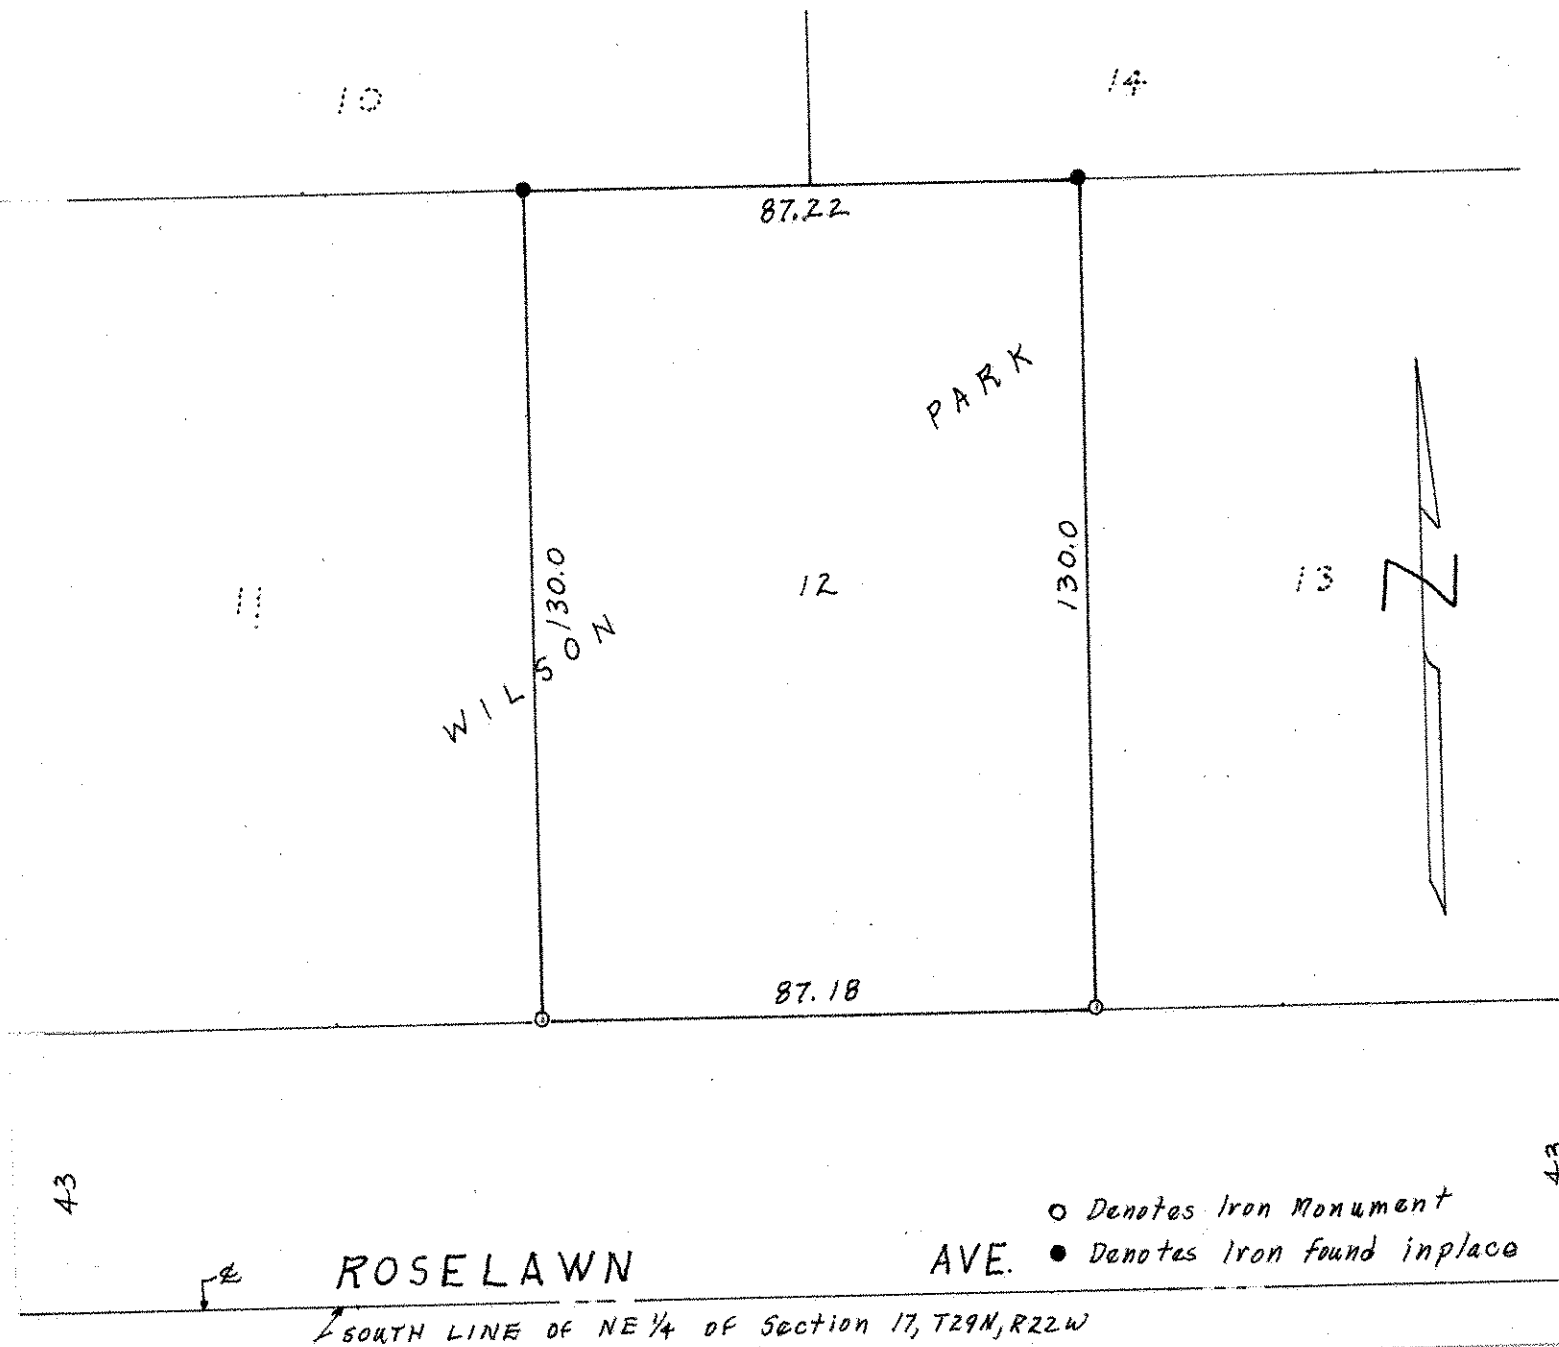 10
14
87.22
PARK
130.0
130.0
11
12
13
N
WILSON
87.18
43
43
○ Denotes Iron Monument
● Denotes Iron found inplace
℄
ROSELAWN AVE.
SOUTH LINE OF NE 1/4 OF Section 17, T29N, R22W